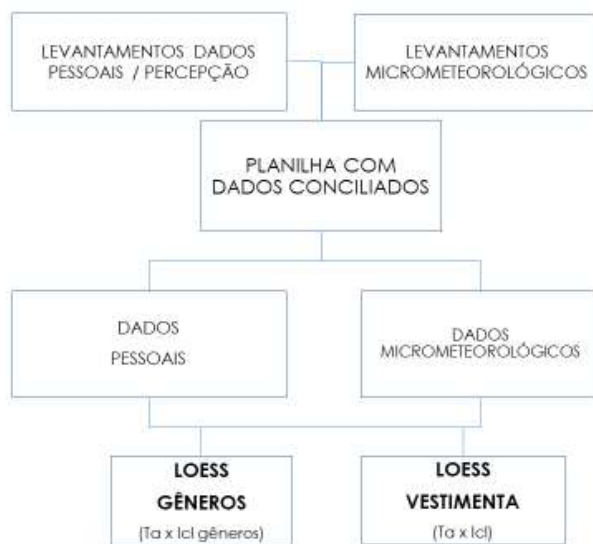 LEVANTAMENTOS DADOS
PESSOAIS / PERCEPÇÃO
LEVANTAMENTOS
MICROMETEOROLÓGICOS
PLANILHA COM
DADOS CONCILIADOS
DADOS
PESSOAIS
DADOS
MICROMETEOROLÓGICOS
LOESS
GÊNEROS
(Ta x Icl gêneros)
LOESS
VESTIMENTA
(Ta x Icl)